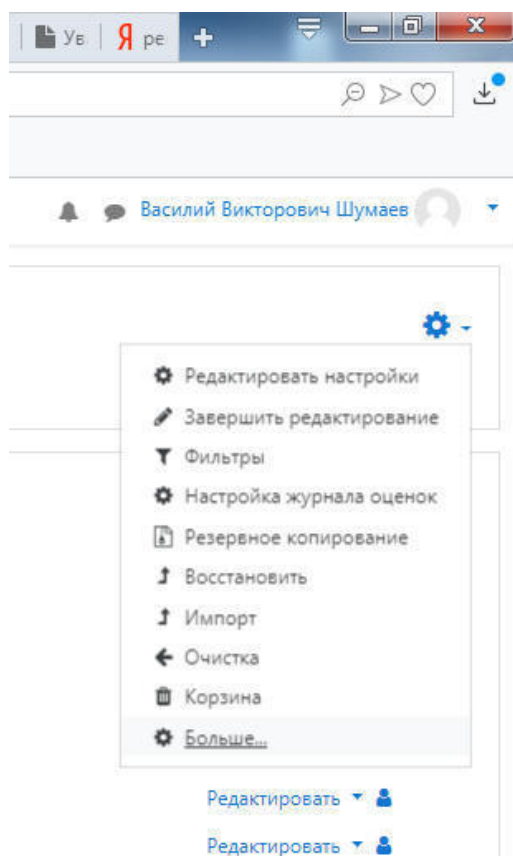 Ув Я ре
Василий Викторович Шумаев
Редактировать настройки
Завершить редактирование
Фильтры
Настройка журнала оценок
Резервное копирование
Восстановить
Импорт
Очистка
Корзина
Больше...
Редактировать
Редактировать